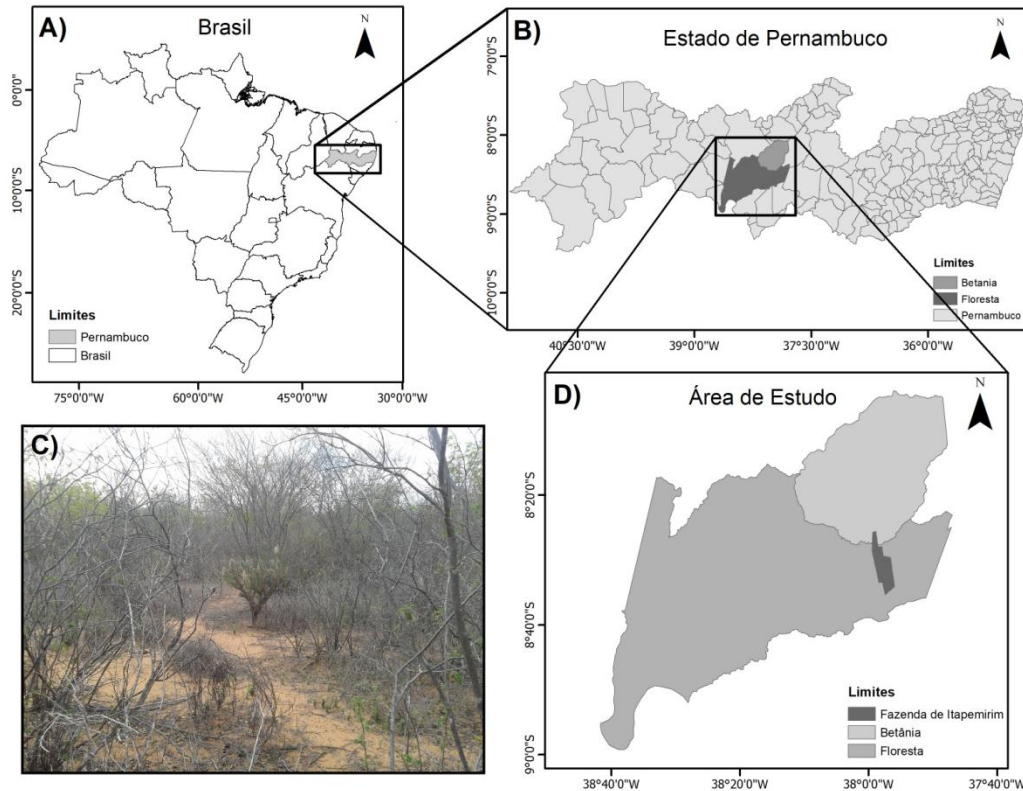 A)
Brasil
N
0°0'0"
10°0'0"S
20°0'0"S
Limites
Pernambuco
Brasil
75°0'0"W
60°0'0"W
45°0'0"W
30°0'0"W
B)
Estado de Pernambuco
N
7°0'0"S
8°0'0"S
9°0'0"S
10°0'0"S
Limites
Betania
Floresta
Pernambuco
40°30'0"W
39°0'0"W
37°30'0"W
36°0'0"W
C)
D)
Área de Estudo
N
8°20'0"S
8°40'0"S
9°0'0"S
Limites
Fazenda de Itapemirim
Betânia
Floresta
38°40'0"W
38°20'0"W
38°0'0"W
37°40'0"W